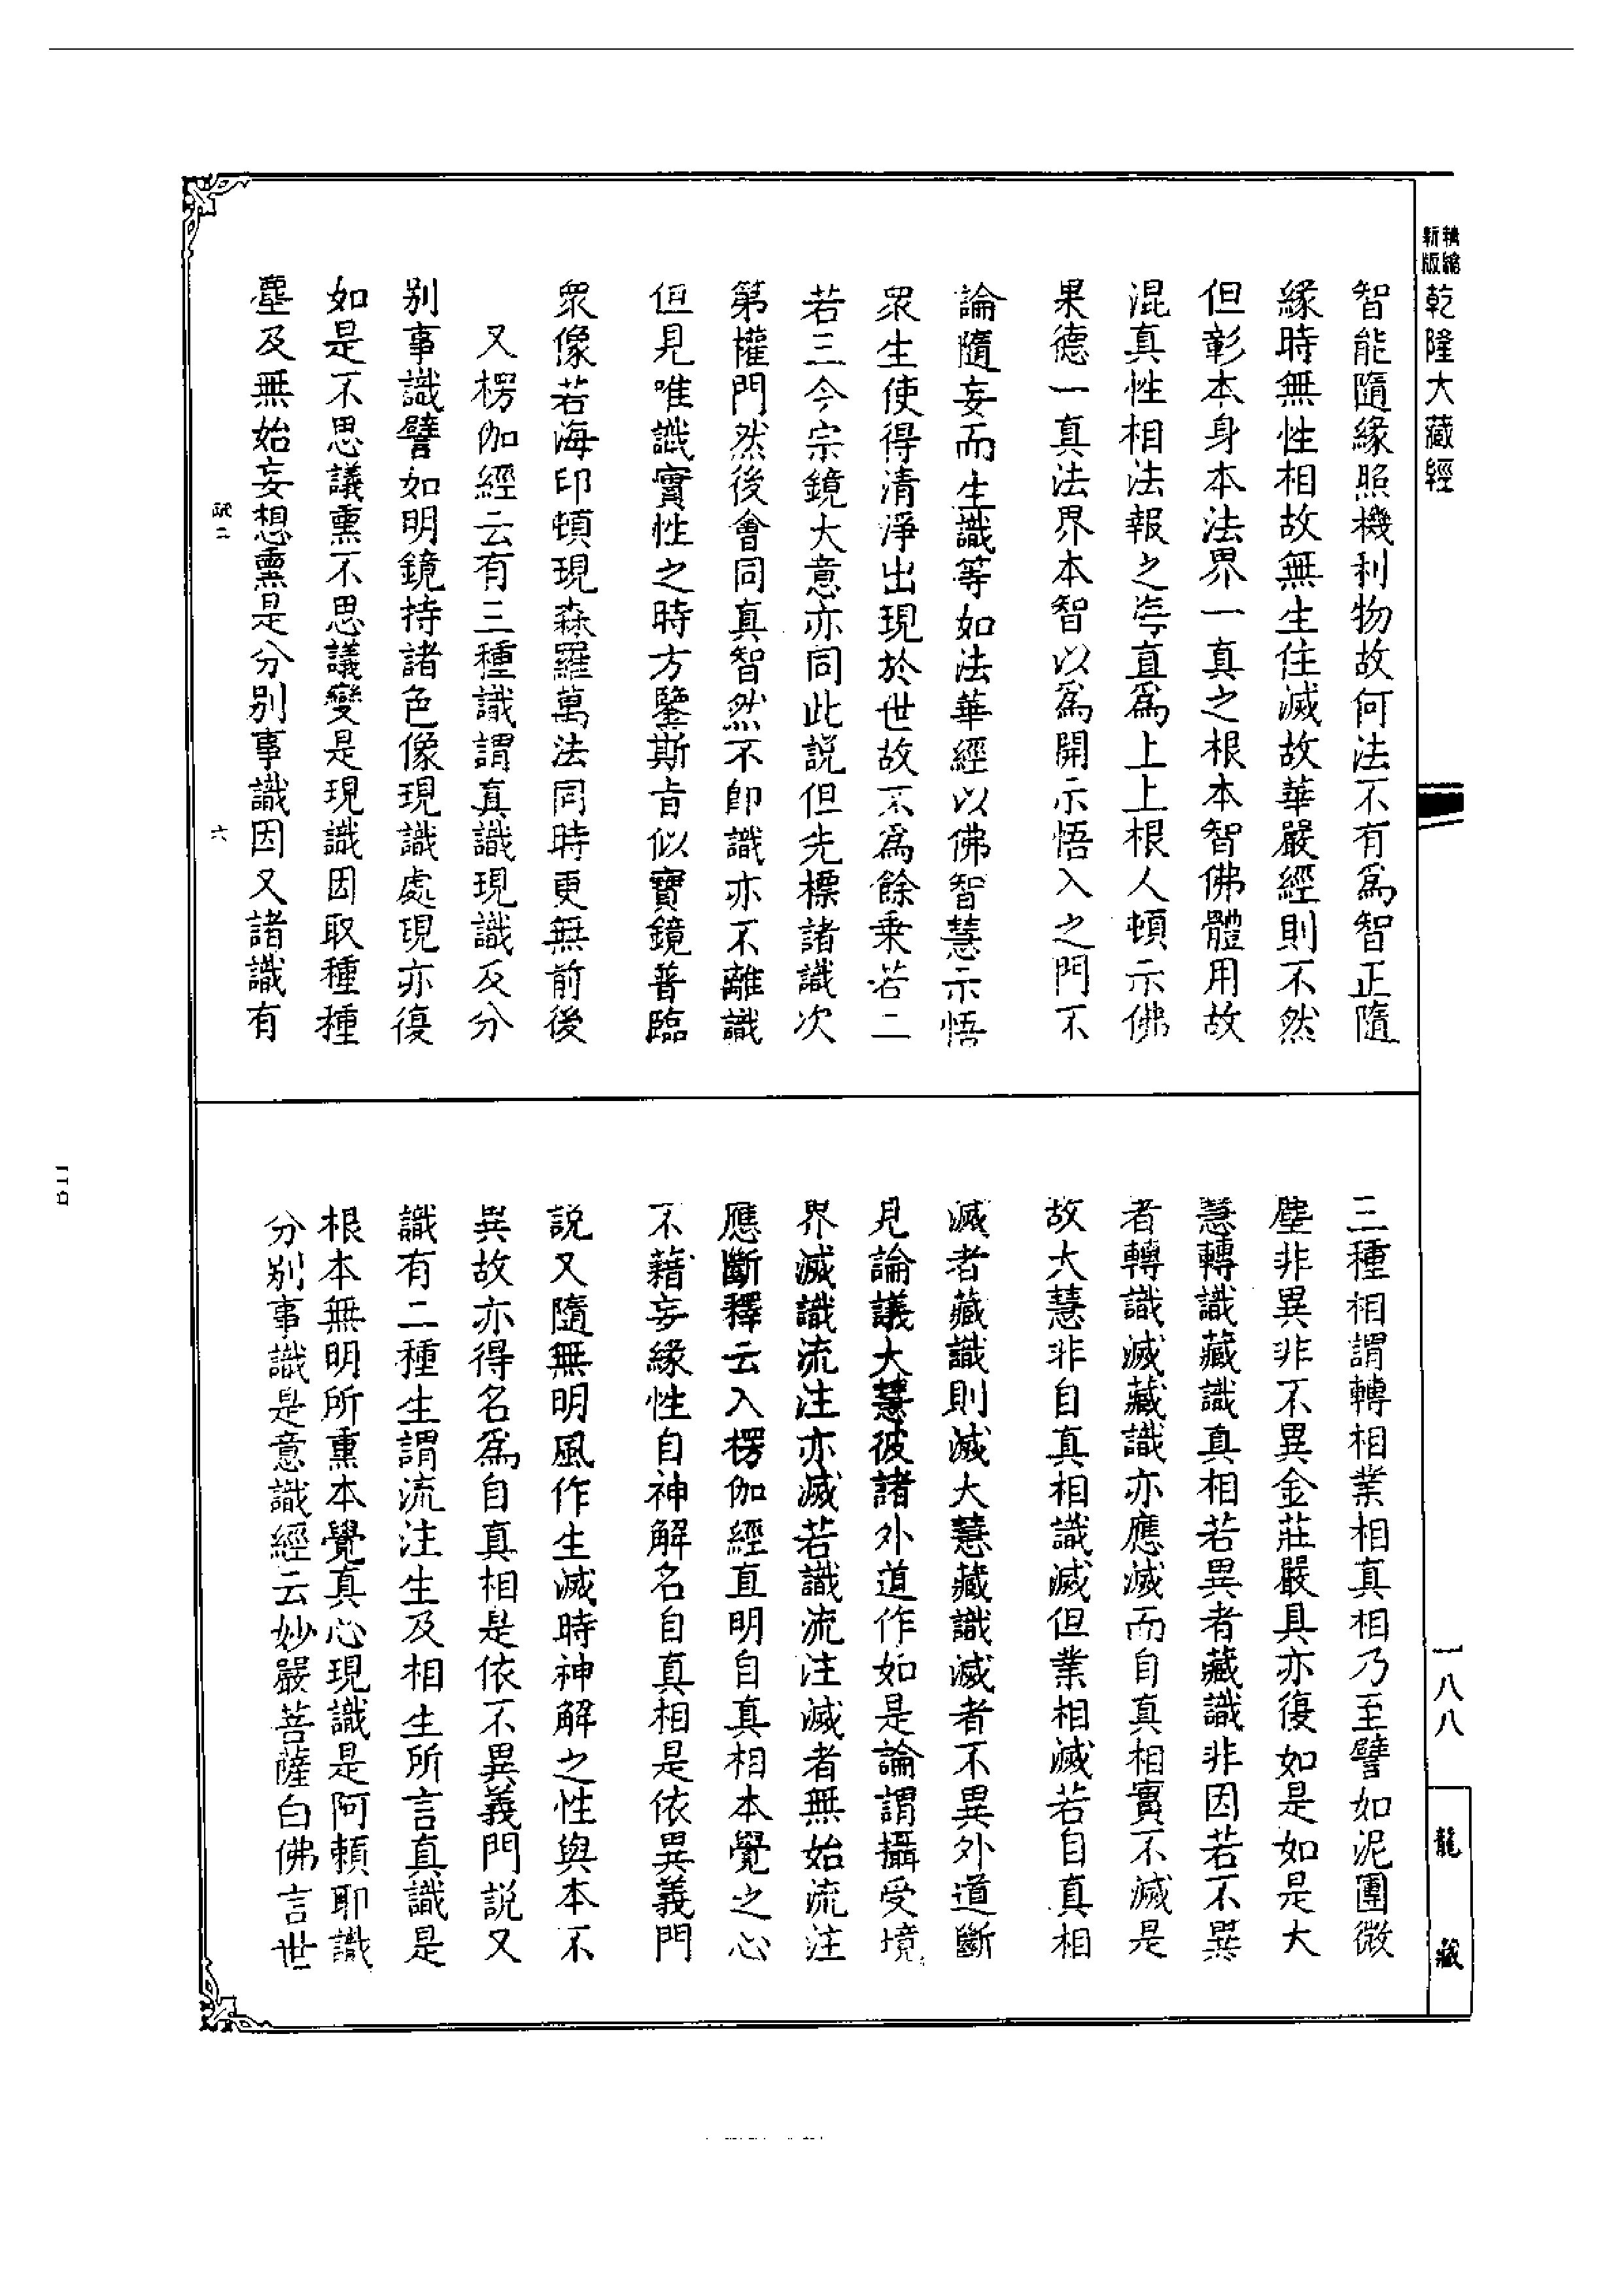 新版
乾隆大藏經
智能隨緣照機利物故何法不有為智正隨
緣時無性相故無生住滅故華嚴經則不然
但彰本身本法界一真之根本智佛體用故
混真性相法報之海直為上上根人頓示佛
果德一真法界本智以為開示悟入之門不
論隨妄而生識等如法華經以佛智慧示悟
衆生使得清淨出現於世故不為餘乘若二
若三今宗鏡大意亦同此説但先標諸識次
第權門然後會同真智然不即識亦不離識
但見唯識實性之時方鑒斯旨似寶鏡普臨
衆像若海印頓現森羅萬法同時更無前後
又楞伽經云有三種識謂真識現識及分
别事識譬如明鏡持諸色像現識處現亦復
如是不思議熏不思議變是現識因取種種
塵及無始妄想熏是分别事識因又諸識有
六
三種相謂轉相業相真相乃至譬如泥團微
塵非異非不異金莊嚴具亦復如是如是大
慧轉識藏識真相若異者藏識非因若不異
者轉識滅藏識亦應滅而自真相實不滅是
故大慧非自真相識滅但業相滅若自真相
滅者藏識則滅大慧藏識滅者不異外道斷
見論議大慧彼諸外道作如是論謂攝受境
界滅識流注亦滅若識流注滅者無始流注
應斷釋云入楞伽經直明自真相本覺之心
不藉妄緣性自神解名自真相是依異義門
説又隨無明風作生滅時神解之性與本不
異故亦得名為自真相是依不異義門説又
識有二種生謂流注生及相生所言真識是
根本無明所熏本覺真心現識是阿賴耶識
分别事識是意識經云妙嚴菩薩白佛言世
一八八
龍藏